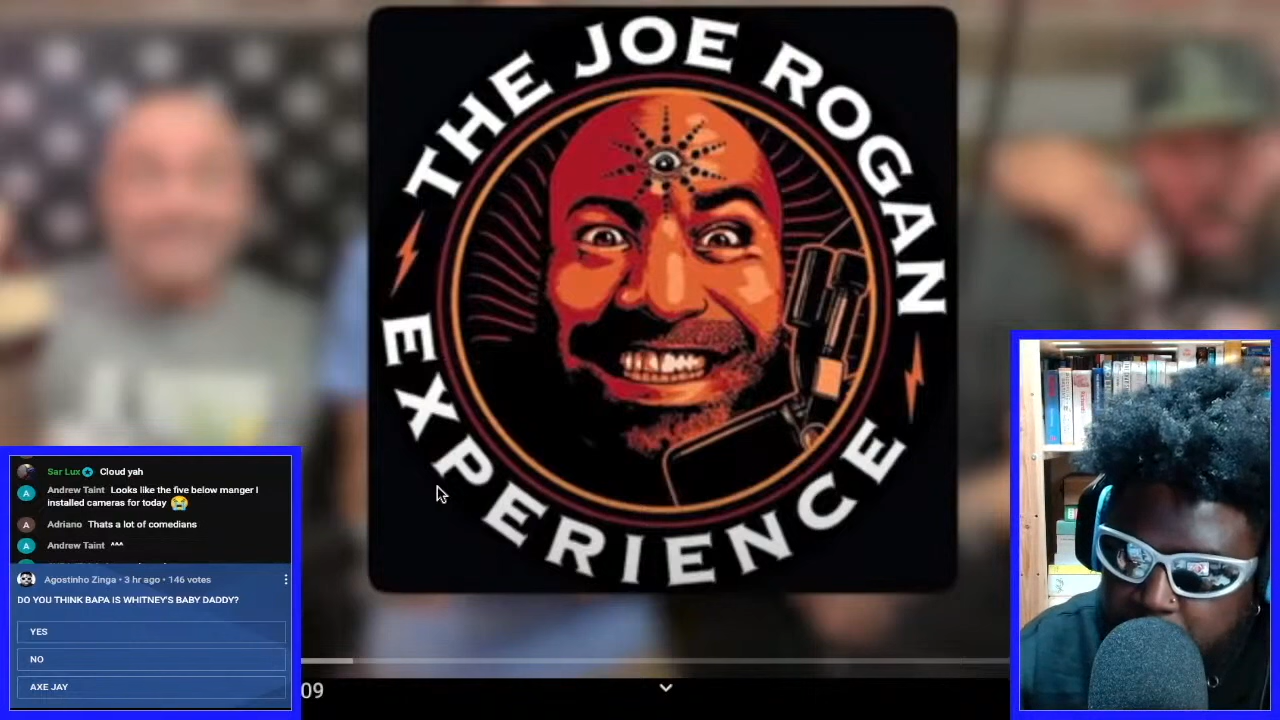 THE JOE ROGAN
EXPERIENCE
Sar Lux Cloud yah
Andrew Taint Looks like the five below manger I
installed cameras for today
Adriano Thats a lot of comedians
Andrew Taint ^^^
Agostinho Zinga • 3 hr ago • 146 votes
DO YOU THINK BAPA IS WHITNEY'S BABY DADDY?
YES
NO
AXE JAY
09